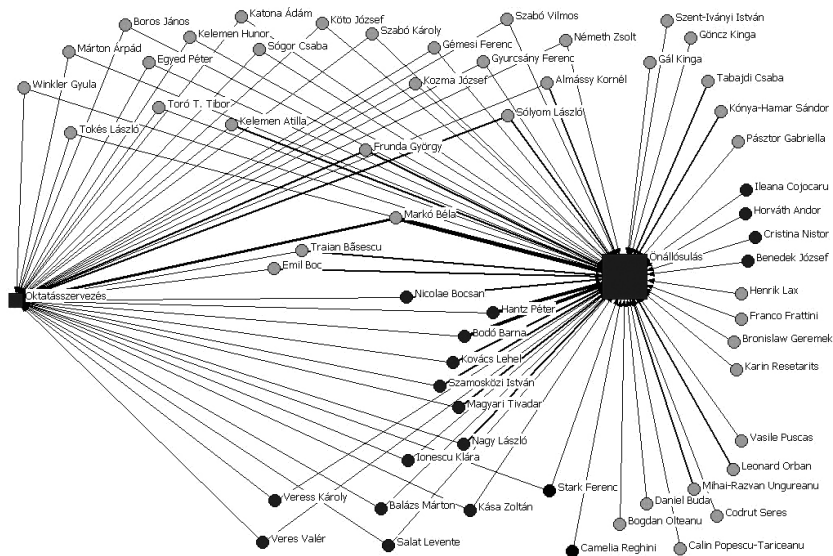 Szabó Vilmos
Szent-Iványi István
Katona Ádám
Köto József
Boros János
Göncz Kinga
Kelemen Hunor
Szabó Károly
Németh Zsolt
Márton Árpád
Sógor Csaba
Gémesi Ferenc
Egyed Péter
Gyurcsány Ferenc
Gál Kinga
Tabajdi Csaba
Winkler Gyula
Kozma József
Almássy Kornél
Toró T. Tibor
Sólyom László
Kónya-Hamar Sándor
Kelemen Atilla
Tokés László
Pásztor Gabriella
Frunda György
Ileana Cojocaru
Horváth Andor
Markó Béla
Cristina Nistor
Traian Băsescu
Önállósulás
Benedek József
Emil Boc
Oktatásszervezés
Nicolae Bocsan
Henrik Lax
Hantz Péter
Franco Frattini
Bodó Barna
Bronislaw Geremek
Kovács Lehel
Karin Resetarits
Szamosközi István
Magyari Tivadar
Vasile Puscas
Nagy László
Ionescu Klára
Leonard Orban
Stark Ferenc
Mihai-Razvan Ungureanu
Veress Károly
Daniel Buda
Balázs Márton
Kása Zoltán
Codrut Seres
Bogdan Olteanu
Veres Valér
Salat Levente
Camelia Reghini
Calin Popescu-Tariceanu